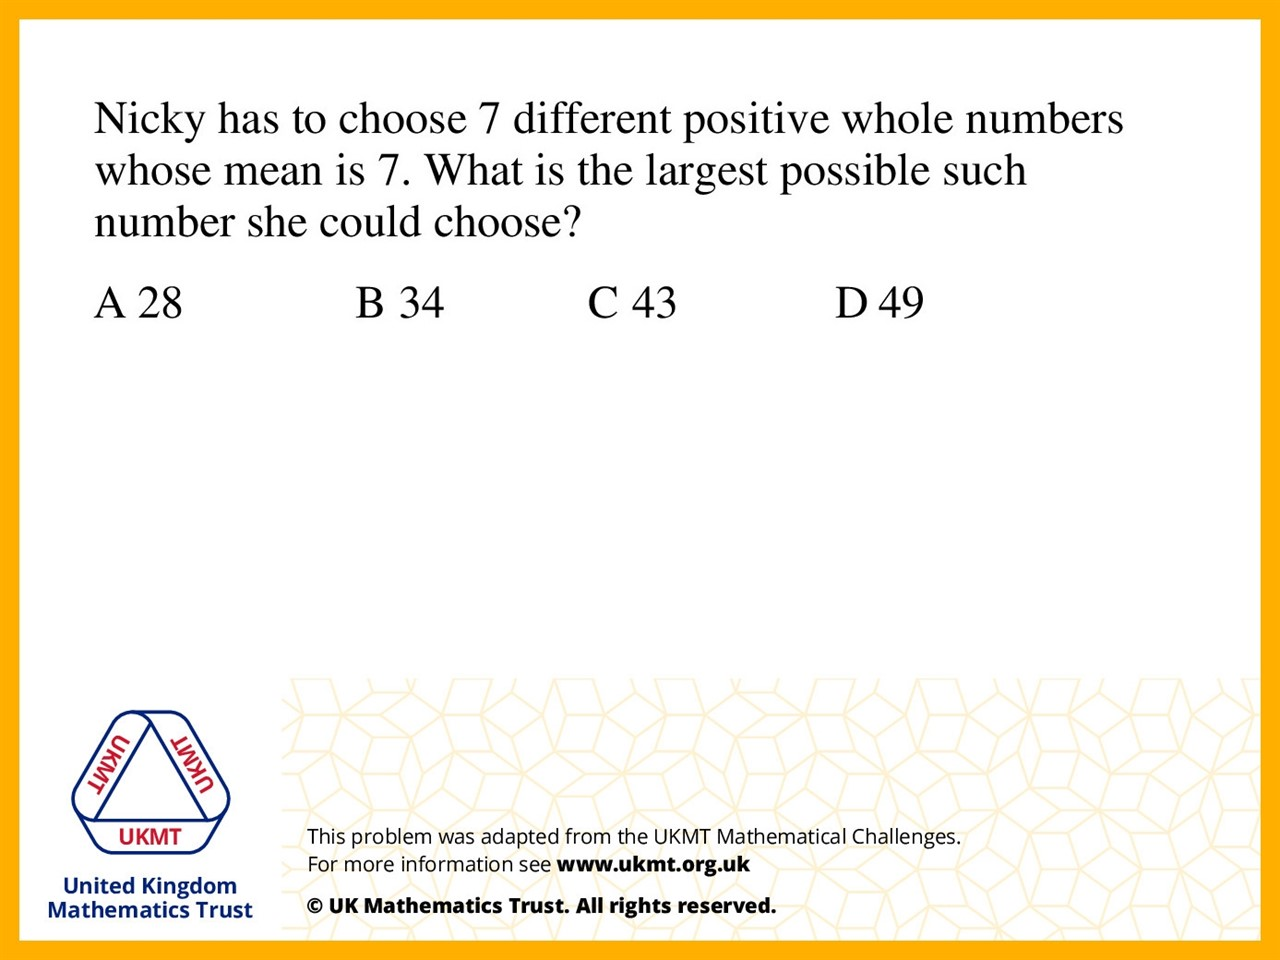 Nicky has to choose 7 different positive whole numbers
whose mean is 7. What is the largest possible such
number she could choose?
A 28 B 34 C 43 D 49
UKMT
UKMT
UKMT
United Kingdom
Mathematics Trust
This problem was adapted from the UKMT Mathematical Challenges.
For more information see www.ukmt.org.uk
© UK Mathematics Trust. All rights reserved.